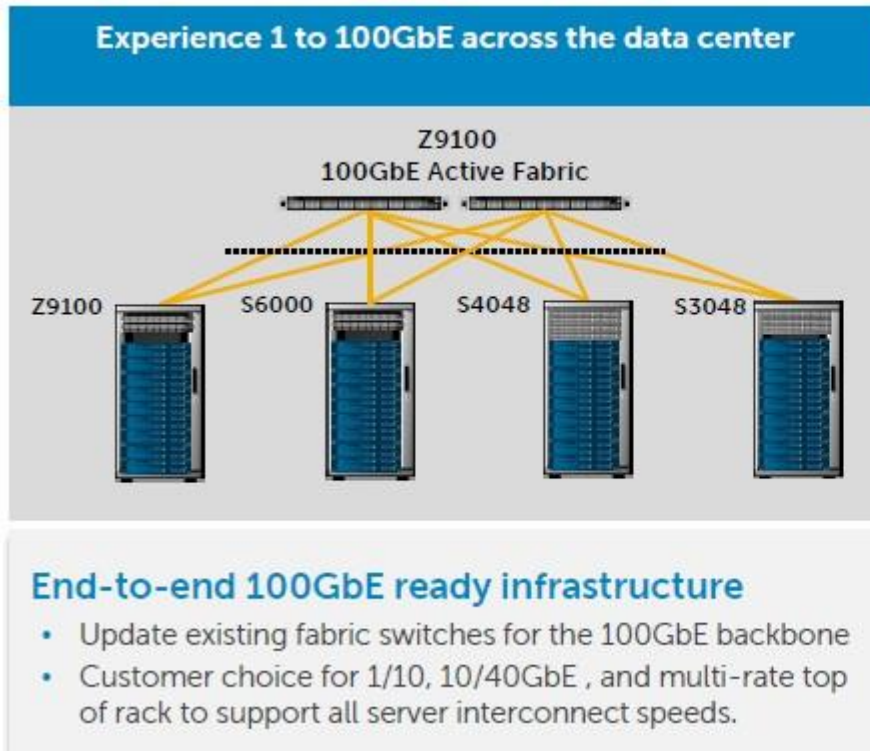 Experience 1 to 100GbE across the data center
Z9100
100GbE Active Fabric
Z9100
S6000
S4048
S3048
End-to-end 100GbE ready infrastructure
• Update existing fabric switches for the 100GbE backbone
• Customer choice for 1/10, 10/40GbE , and multi-rate top
of rack to support all server interconnect speeds.